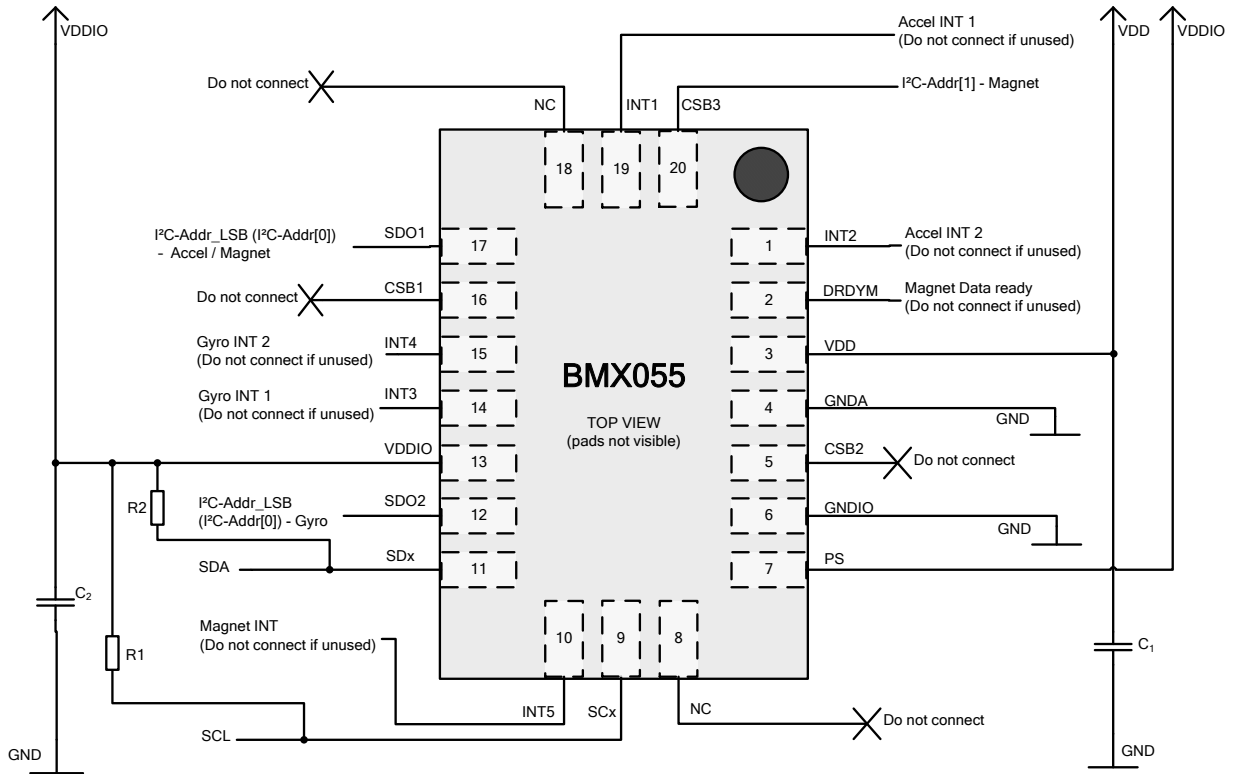 VDDIO
Accel INT 1
(Do not connect if unused)
VDD
VDDIO
Do not connect
I²C-Addr[1] - Magnet
NC
INT1
CSB3
18
19
20
I²C-Addr_LSB (I²C-Addr[0])
- Accel / Magnet
SDO1
17
1
INT2
Accel INT 2
(Do not connect if unused)
Do not connect
CSB1
16
2
DRDYM
Magnet Data ready
(Do not connect if unused)
Gyro INT 2
(Do not connect if unused)
INT4
15
3
VDD
BMX055
Gyro INT 1
(Do not connect if unused)
INT3
14
4
GNDA
GND
TOP VIEW
(pads not visible)
VDDIO
13
5
CSB2
Do not connect
R2
I²C-Addr_LSB
(I²C-Addr[0]) - Gyro
SDO2
12
6
GNDIO
GND
SDA
SDx
11
7
PS
C₂
Magnet INT
(Do not connect if unused)
10
9
8
C₁
R1
INT5
SCx
NC
Do not connect
SCL
GND
GND